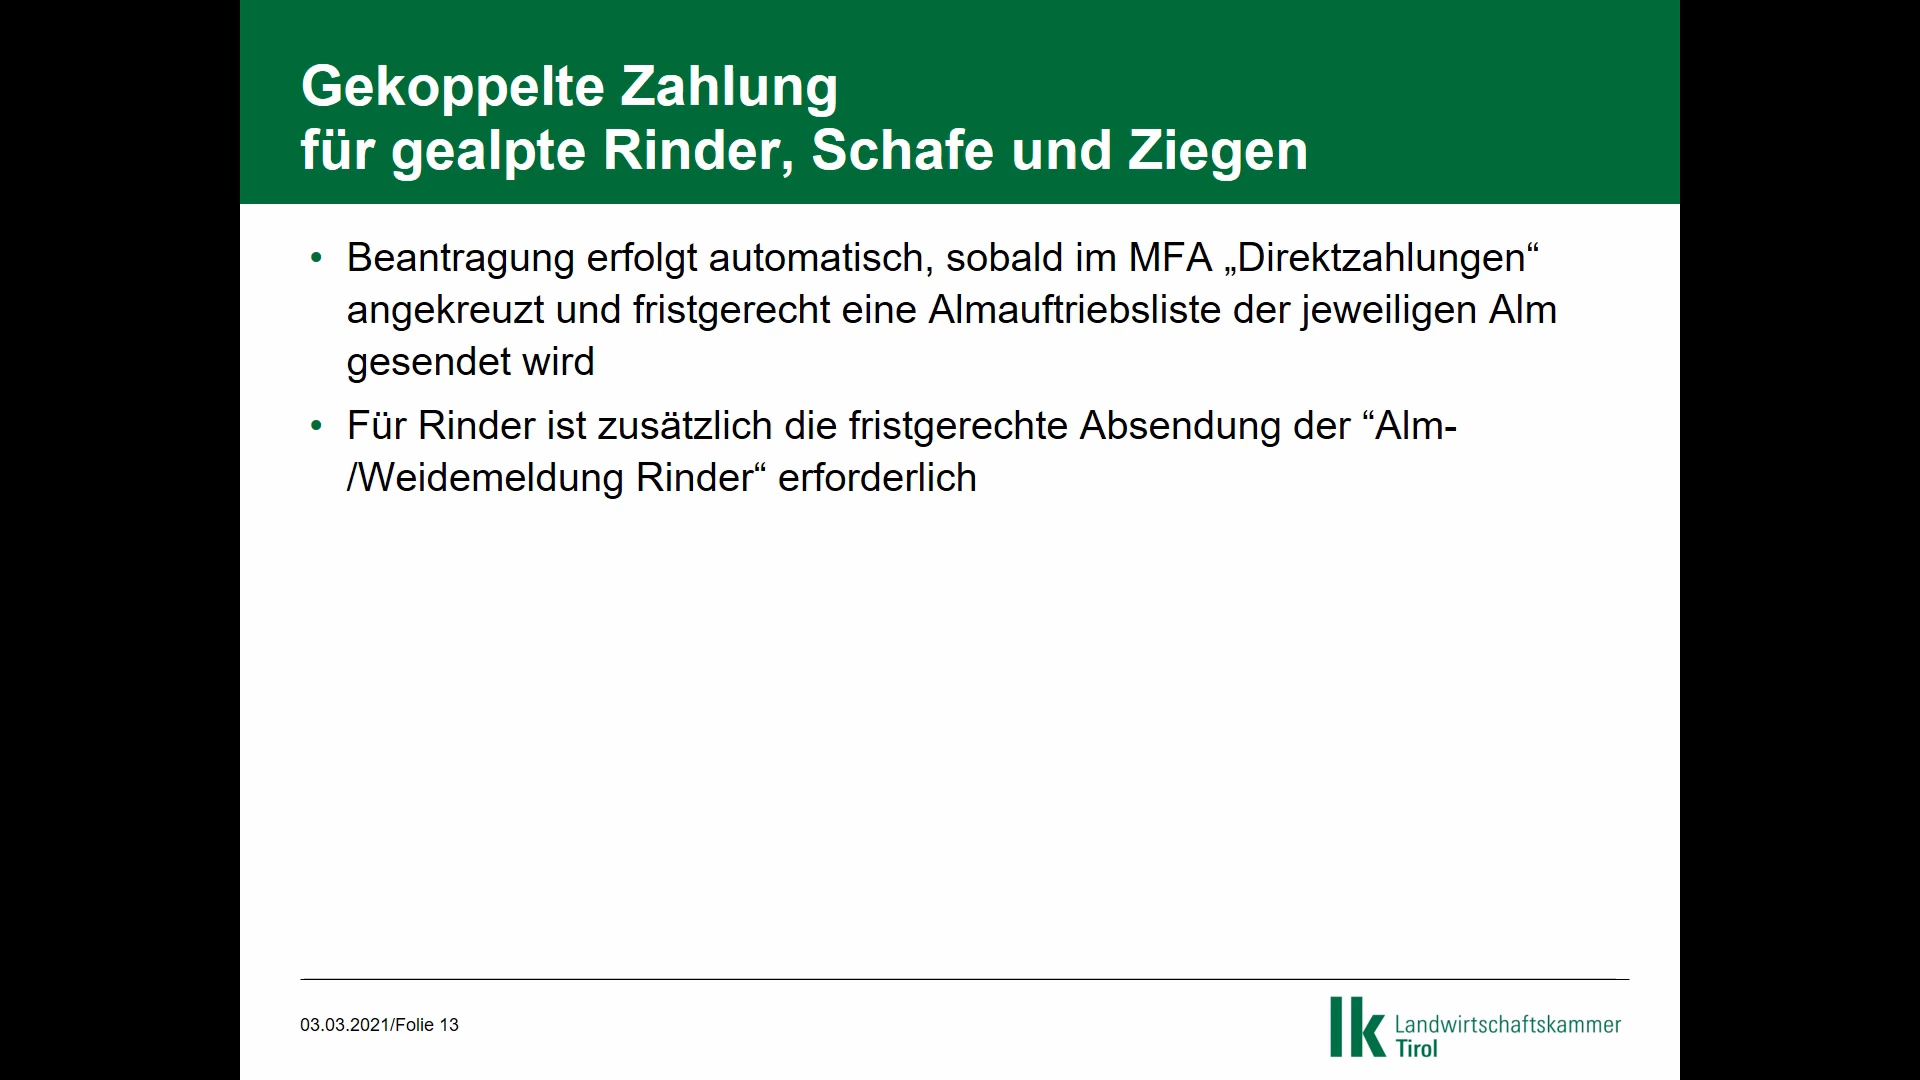 Gekoppelte Zahlung
für gealpte Rinder, Schafe und Ziegen
• Beantragung erfolgt automatisch, sobald im MFA „Direktzahlungen“
angekreuzt und fristgerecht eine Almauftriebsliste der jeweiligen Alm
gesendet wird
• Für Rinder ist zusätzlich die fristgerechte Absendung der “Alm-
/Weidemeldung Rinder“ erforderlich
03.03.2021/Folie 13
lk Landwirtschaftskammer
Tirol